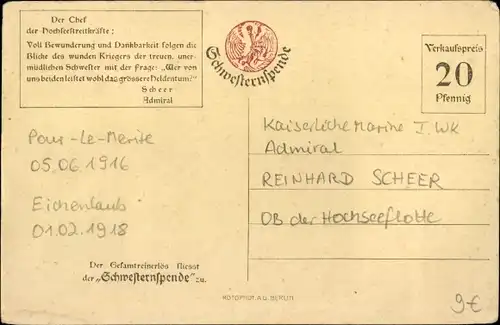 Der Chef
der Hochseestreitkräfte:
Voll Bewunderung und Dankbarkeit folgen die
Blicke des wunden Kriegers der treuen, uner-
müdlichen Schwester mit der Frage: „Wer von
uns beiden leistet wohl das grössere Heldentum?"
Scheer
Admiral
Schwesternspende
Verkaufspreis
20
Pfennig
Pour-le-Merite
05.06.1916
Eichenlaub
01.02.1918
Kaiserliche Marine I WK
Admiral
REINHARD SCHEER
OB der Hochseeflotte
Der Gesamtreinerlös fliesst
der „Schwesternspende" zu.
ROTOPHOT A.G. BERLIN
9€